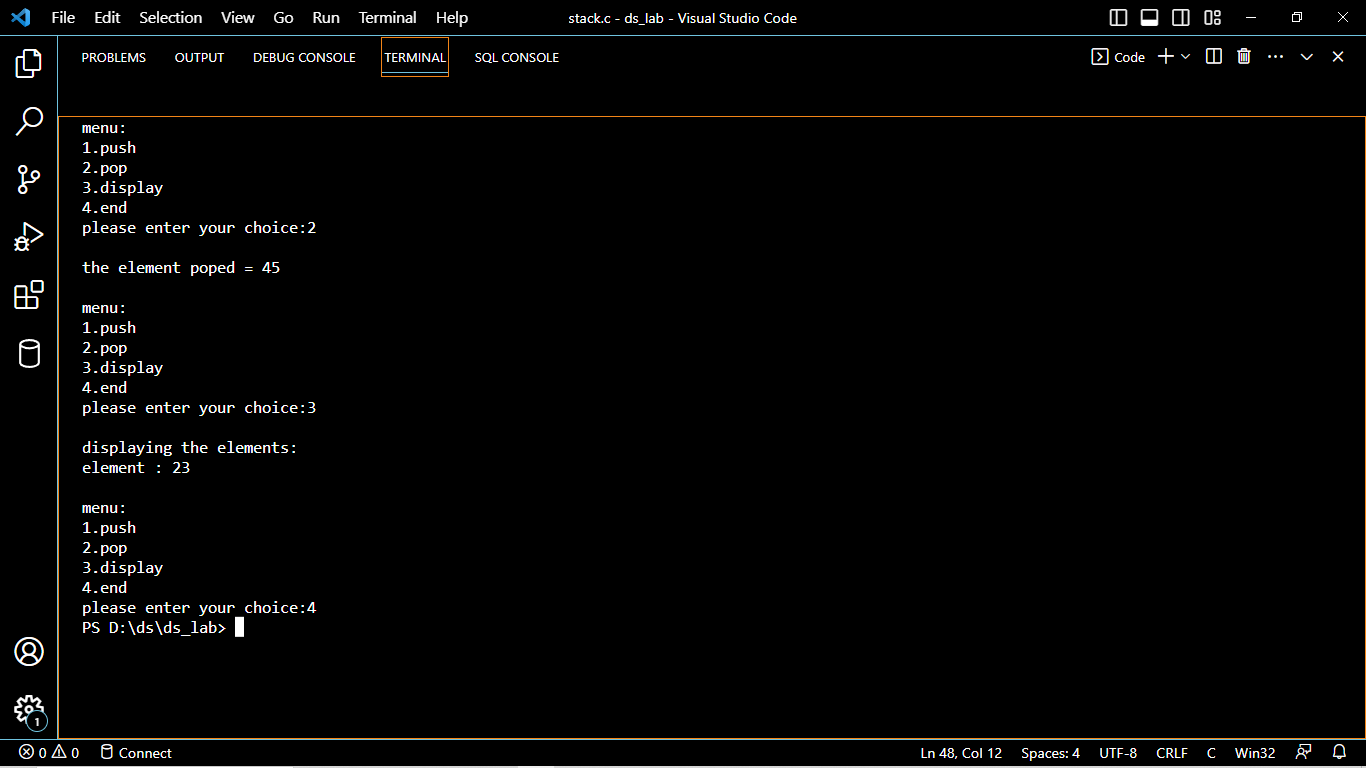 File Edit Selection View Go Run Terminal Help stack.c - ds_lab - Visual Studio Code
PROBLEMS OUTPUT DEBUG CONSOLE TERMINAL SQL CONSOLE Code
menu:
1.push
2.pop
3.display
4.end
please enter your choice:2
the element poped = 45
menu:
1.push
2.pop
3.display
4.end
please enter your choice:3
displaying the elements:
element : 23
menu:
1.push
2.pop
3.display
4.end
please enter your choice:4
PS D:\ds\ds_lab>
1
0 0 Connect Ln 48, Col 12 Spaces: 4 UTF-8 CRLF C Win32